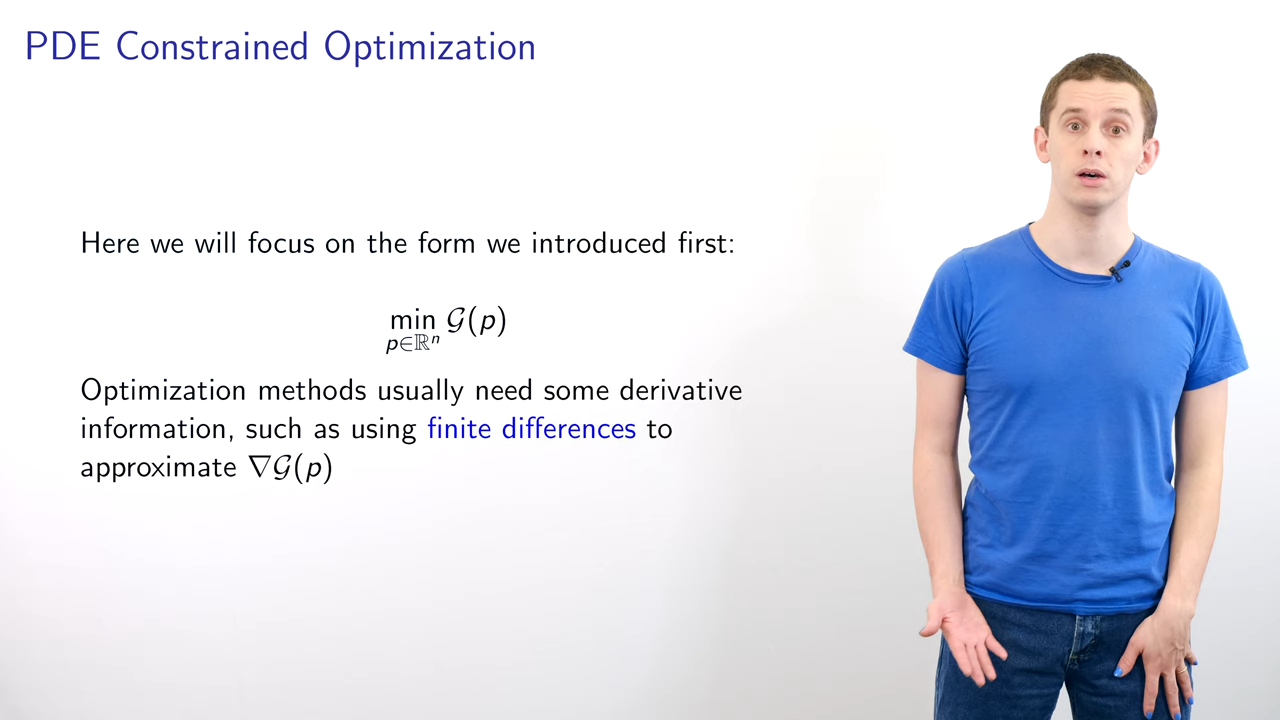 PDE Constrained Optimization
Here we will focus on the form we introduced first:
min 𝒢(p)
p∈ℝⁿ
Optimization methods usually need some derivative
information, such as using finite differences to
approximate ∇𝒢(p)